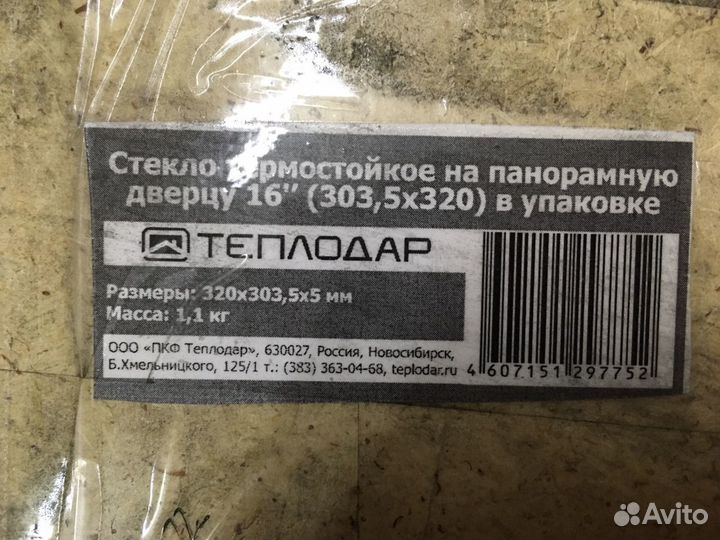 Стекло термостойкое на панорамную
дверцу 16" (303,5x320) в упаковке
ТЕПЛОДАР
Размеры: 320x303,5x5 мм
Масса: 1,1 кг
ООО «ПКФ Теплодар», 630027, Россия, Новосибирск,
Б.Хмельницкого, 125/1 т.: (383) 363-04-68, teplodar.ru
4 607151 297752
Avito